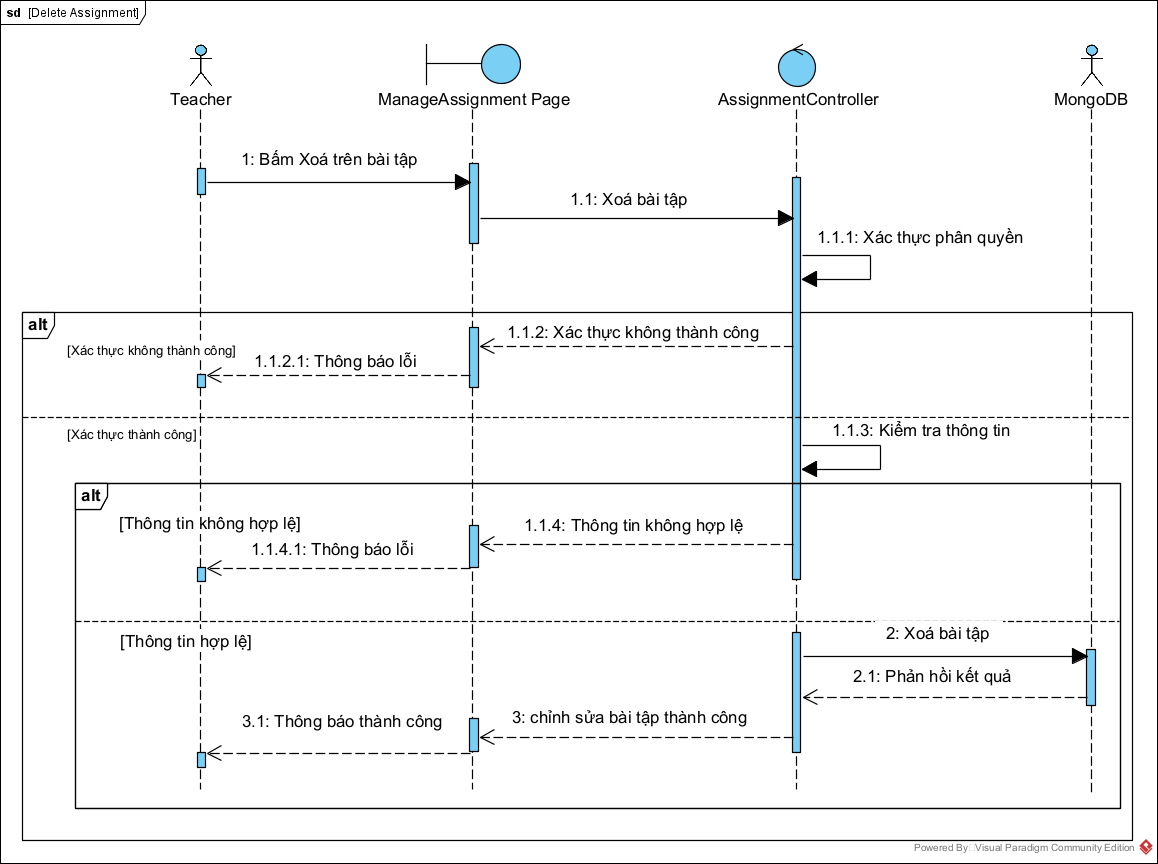 sd [Delete Assignment]
Teacher
ManageAssignment Page
AssignmentController
MongoDB
1: Bấm Xoá trên bài tập
1.1: Xoá bài tập
1.1.1: Xác thực phân quyền
alt
1.1.2: Xác thực không thành công
[Xác thực không thành công]
1.1.2.1: Thông báo lỗi
[Xác thực thành công]
1.1.3: Kiểm tra thông tin
alt
[Thông tin không hợp lệ]
1.1.4: Thông tin không hợp lệ
1.1.4.1: Thông báo lỗi
[Thông tin hợp lệ]
2: Xoá bài tập
2.1: Phản hồi kết quả
3.1: Thông báo thành công
3: chỉnh sửa bài tập thành công
Powered By Visual Paradigm Community Edition